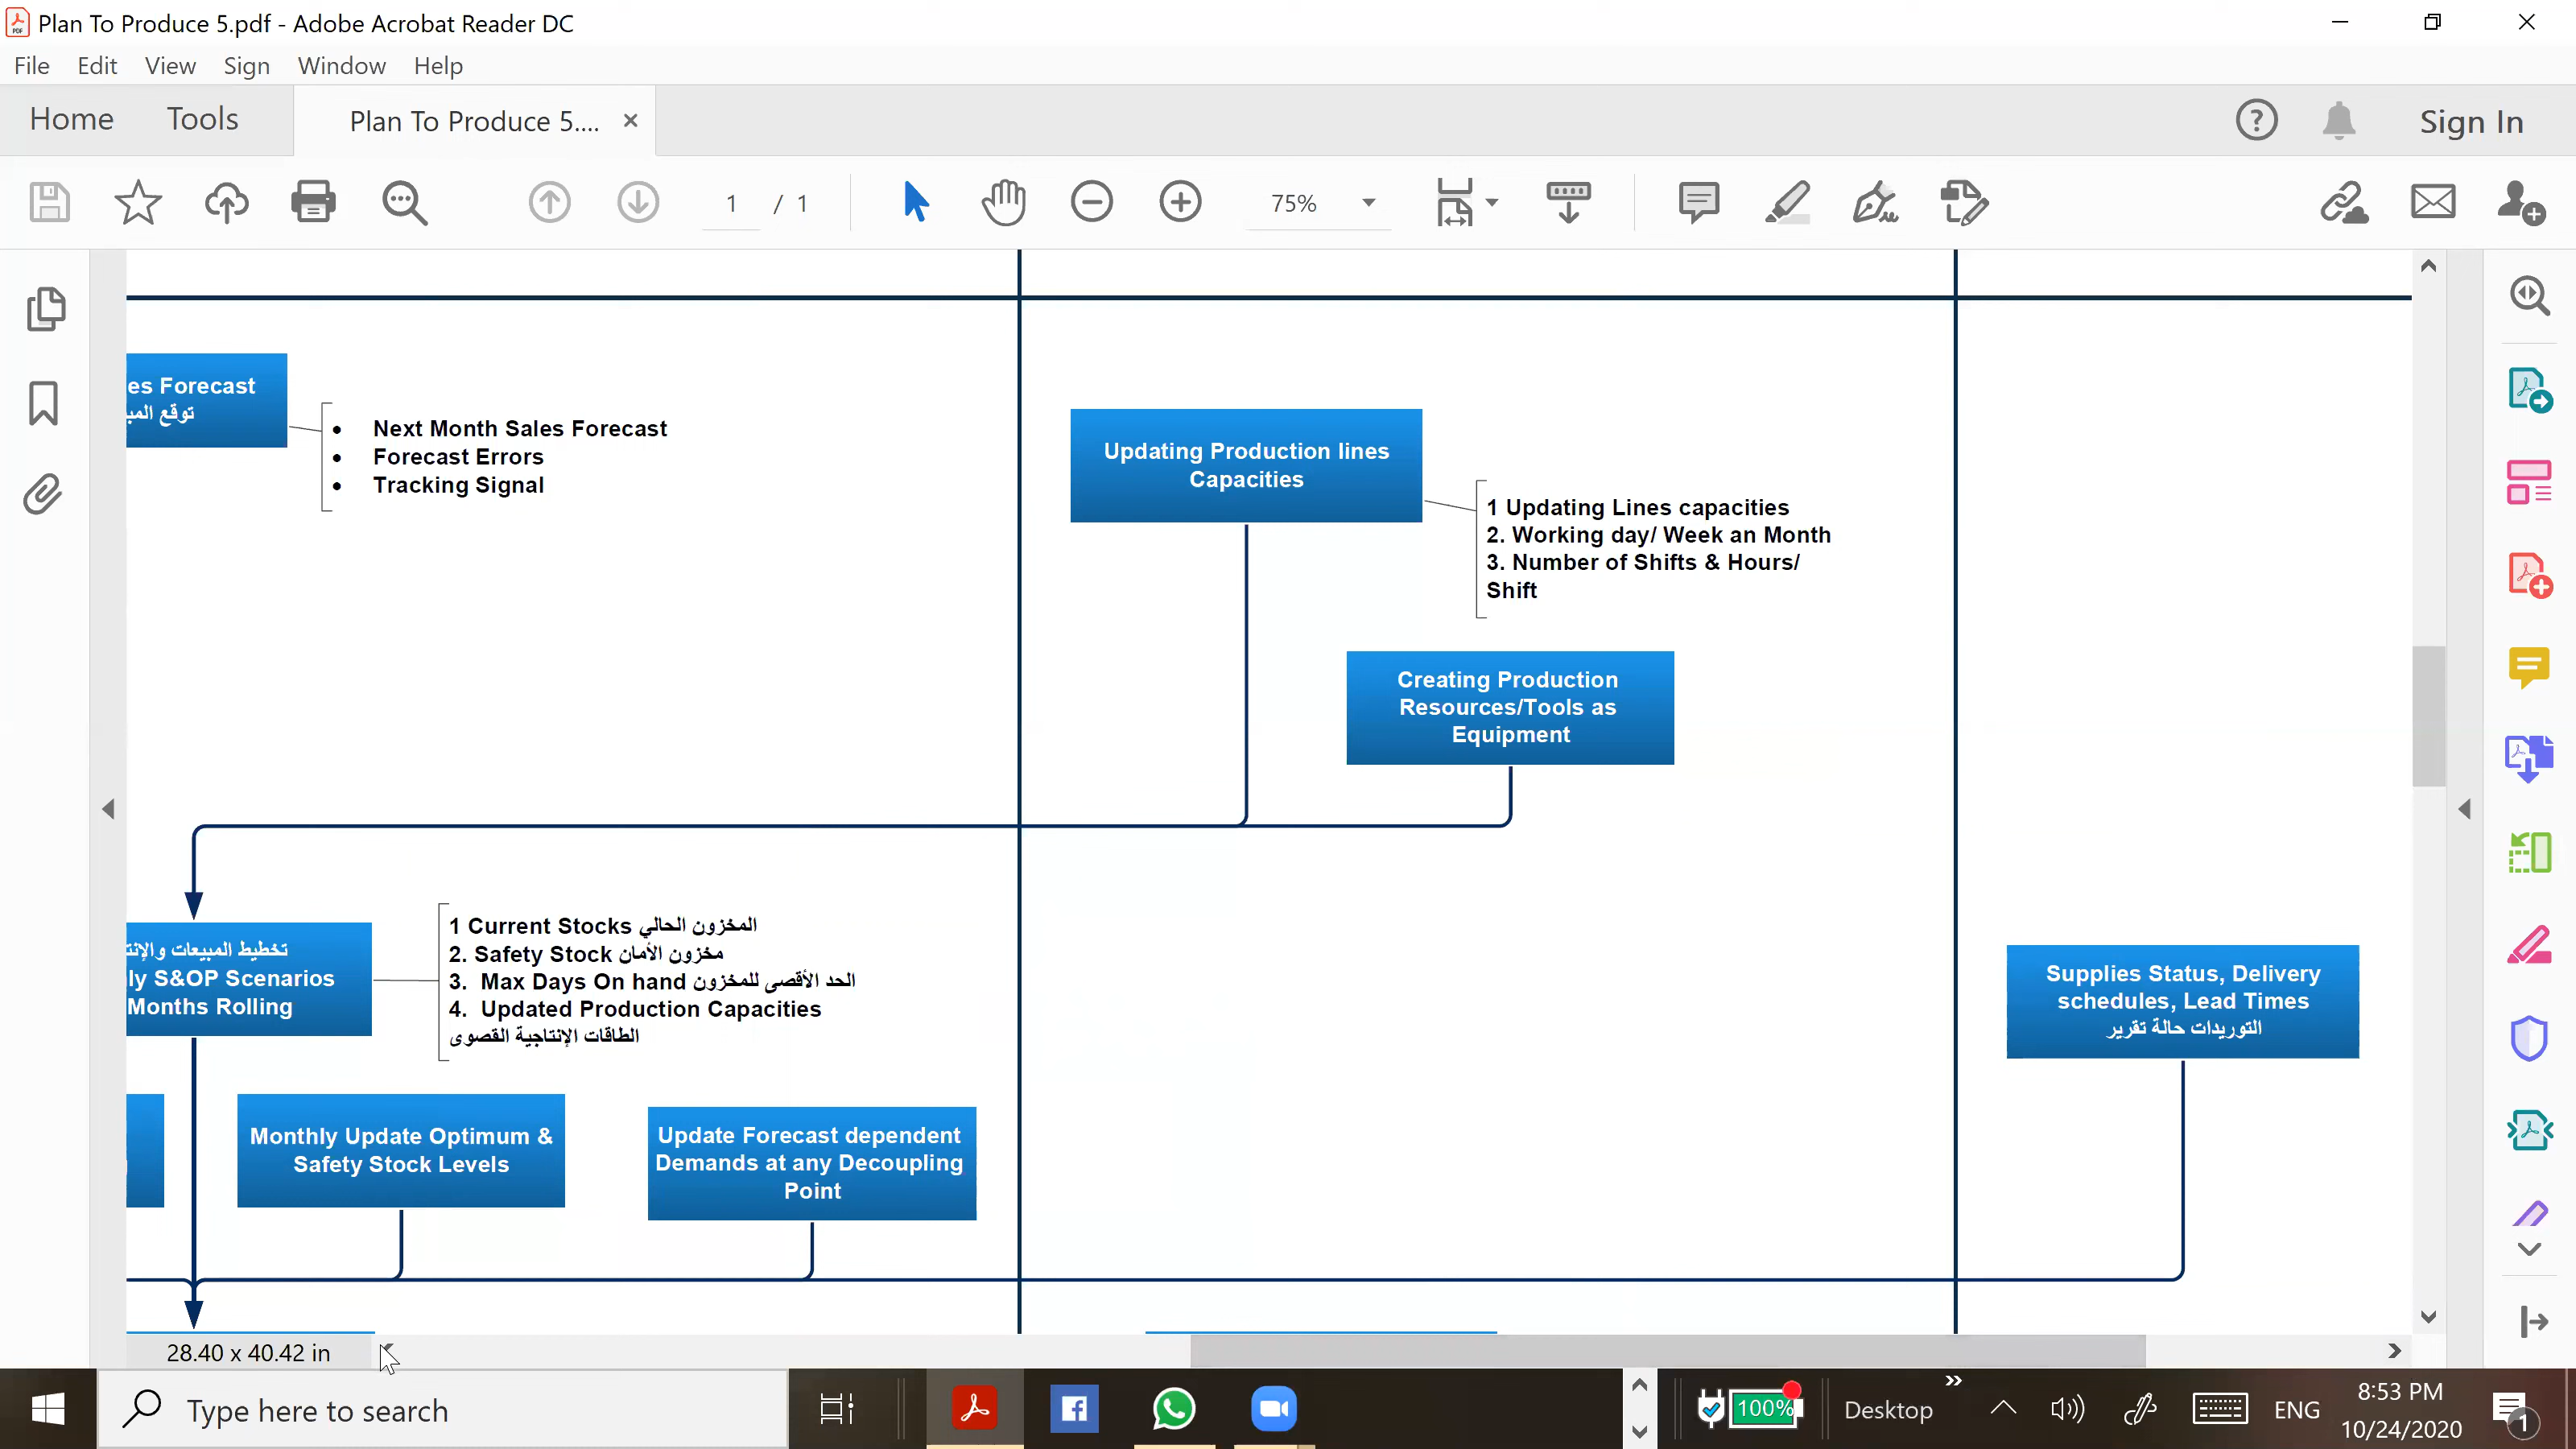 Plan To Produce 5.pdf - Adobe Acrobat Reader DC
File Edit View Sign Window Help
Home Tools Plan To Produce 5.... × Sign In
1 / 1 75%
es Forecast
توقع المبي
• Next Month Sales Forecast
• Forecast Errors
• Tracking Signal
Updating Production lines
Capacities
1 Updating Lines capacities
2. Working day/ Week an Month
3. Number of Shifts & Hours/
Shift
Creating Production
Resources/Tools as
Equipment
تخطيط المبيعات والإنت
ly S&OP Scenarios
Months Rolling
1 Current Stocks المخزون الحالي
2. Safety Stock مخزون الأمان
3. Max Days On hand الحد الأقصى للمخزون
4. Updated Production Capacities
الطاقات الإنتاجية القصوى
Supplies Status, Delivery
schedules, Lead Times
التوريدات حالة تقرير
Monthly Update Optimum &
Safety Stock Levels
Update Forecast dependent
Demands at any Decoupling
Point
28.40 x 40.42 in
Type here to search
100%
Desktop
ENG
8:53 PM
10/24/2020
1